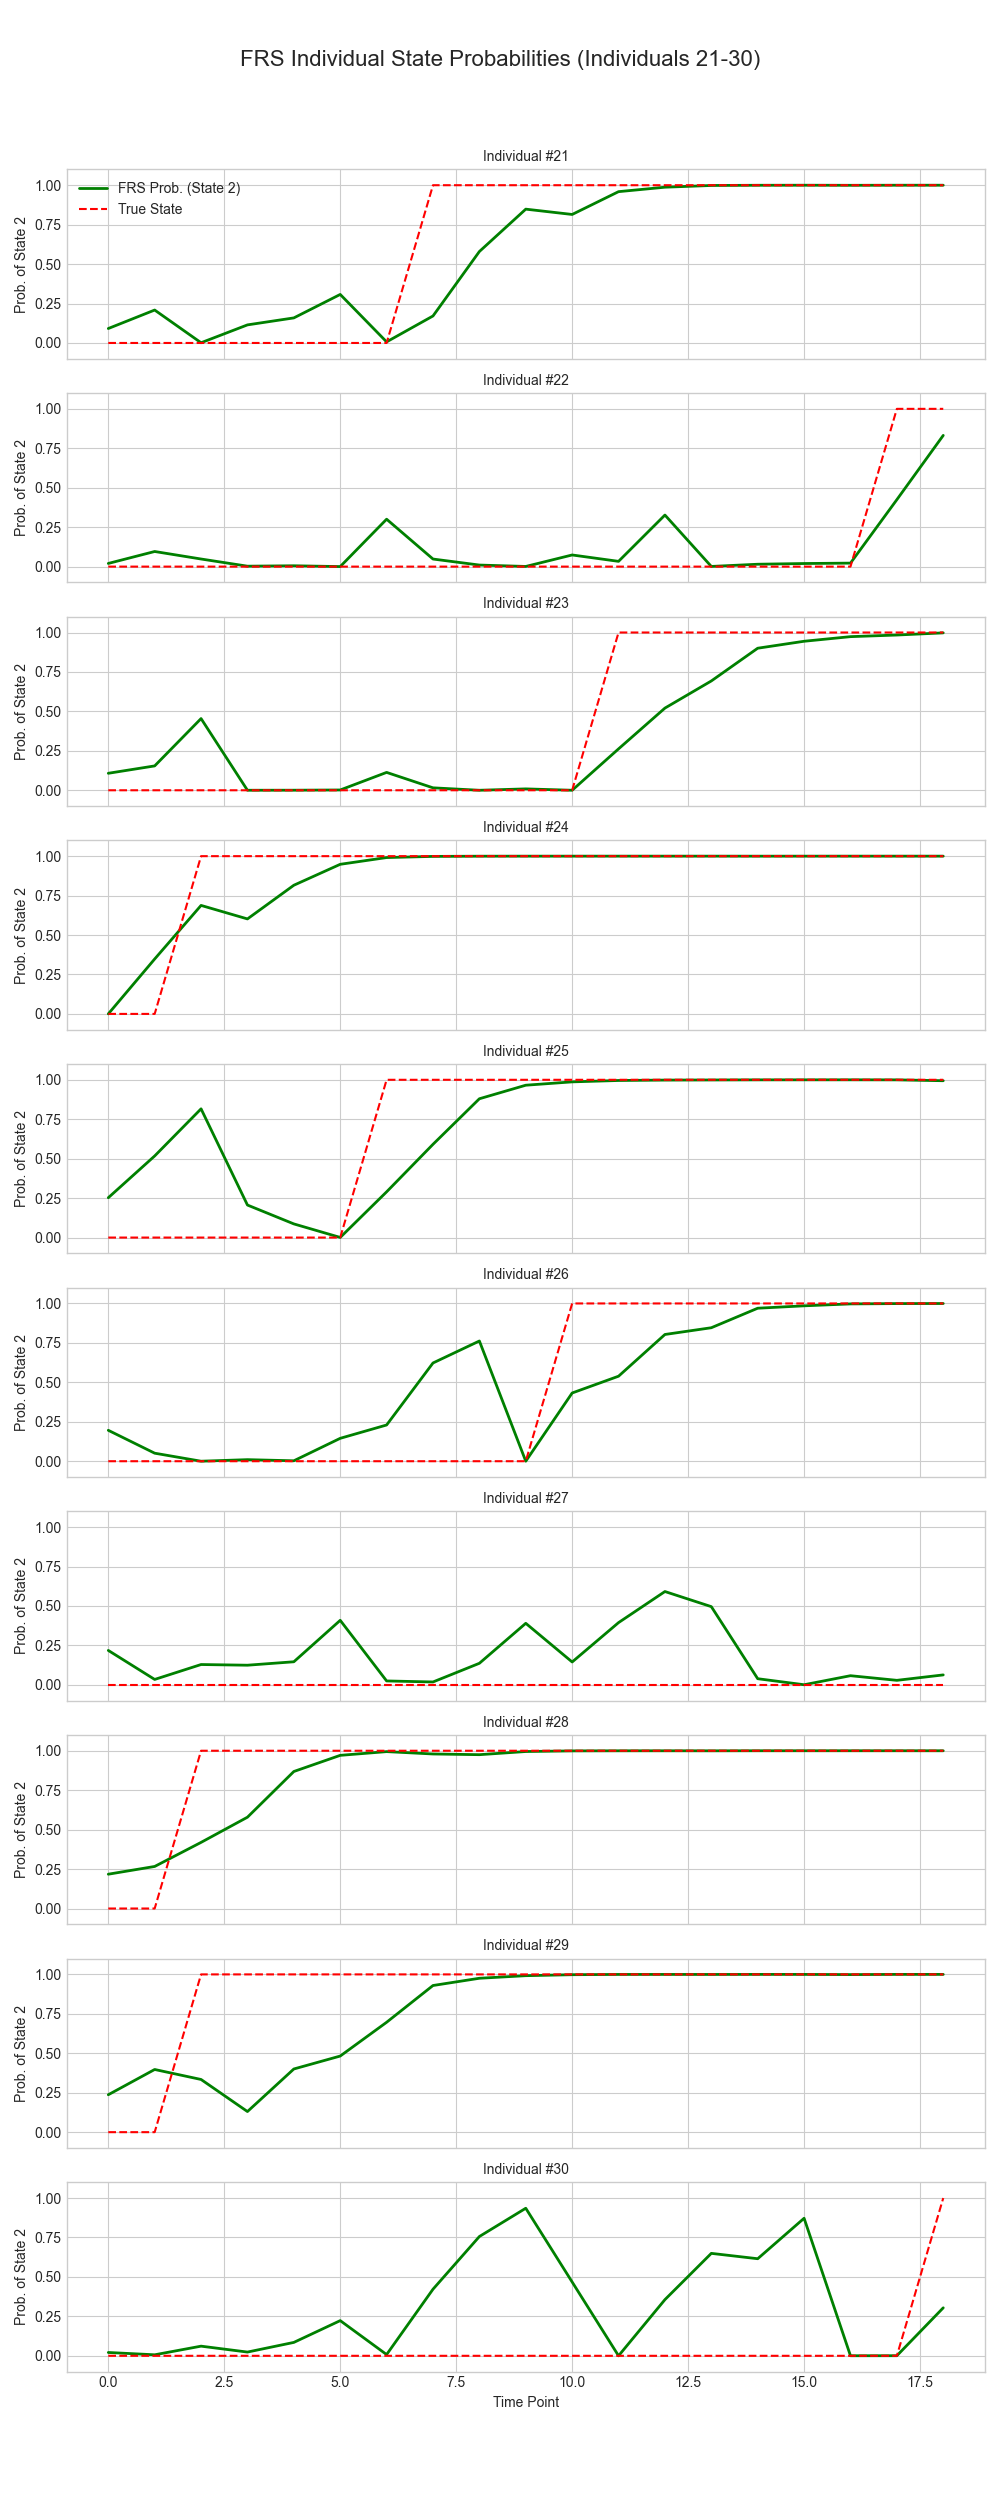 FRS Individual State Probabilities (Individuals 21-30)
Individual #21
FRS Prob. (State 2)
True State
1.00
0.75
0.50
0.25
0.00
Prob. of State 2
Individual #22
1.00
0.75
0.50
0.25
0.00
Prob. of State 2
Individual #23
1.00
0.75
0.50
0.25
0.00
Prob. of State 2
Individual #24
1.00
0.75
0.50
0.25
0.00
Prob. of State 2
Individual #25
1.00
0.75
0.50
0.25
0.00
Prob. of State 2
Individual #26
1.00
0.75
0.50
0.25
0.00
Prob. of State 2
Individual #27
1.00
0.75
0.50
0.25
0.00
Prob. of State 2
Individual #28
1.00
0.75
0.50
0.25
0.00
Prob. of State 2
Individual #29
1.00
0.75
0.50
0.25
0.00
Prob. of State 2
Individual #30
1.00
0.75
0.50
0.25
0.00
Prob. of State 2
0.0 2.5 5.0 7.5 10.0 12.5 15.0 17.5
Time Point